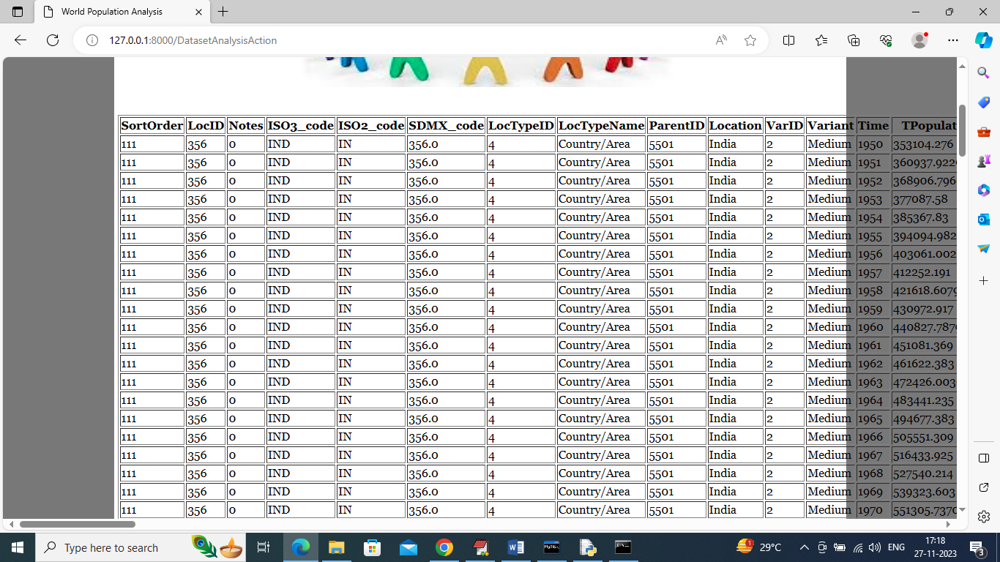 World Population Analysis
127.0.0.1:8000/DatasetAnalysisAction
SortOrder LocID Notes ISO3_code ISO2_code SDMX_code LocTypeID LocTypeName ParentID Location VarID Variant Time TPopulat
111 356 0 IND IN 356.0 4 Country/Area 5501 India 2 Medium 1950 353104.276
111 356 0 IND IN 356.0 4 Country/Area 5501 India 2 Medium 1951 360937.922
111 356 0 IND IN 356.0 4 Country/Area 5501 India 2 Medium 1952 368906.796
111 356 0 IND IN 356.0 4 Country/Area 5501 India 2 Medium 1953 377087.58
111 356 0 IND IN 356.0 4 Country/Area 5501 India 2 Medium 1954 385367.83
111 356 0 IND IN 356.0 4 Country/Area 5501 India 2 Medium 1955 394094.982
111 356 0 IND IN 356.0 4 Country/Area 5501 India 2 Medium 1956 403061.002
111 356 0 IND IN 356.0 4 Country/Area 5501 India 2 Medium 1957 412252.191
111 356 0 IND IN 356.0 4 Country/Area 5501 India 2 Medium 1958 421618.6079
111 356 0 IND IN 356.0 4 Country/Area 5501 India 2 Medium 1959 430972.917
111 356 0 IND IN 356.0 4 Country/Area 5501 India 2 Medium 1960 440827.787
111 356 0 IND IN 356.0 4 Country/Area 5501 India 2 Medium 1961 451081.369
111 356 0 IND IN 356.0 4 Country/Area 5501 India 2 Medium 1962 461622.383
111 356 0 IND IN 356.0 4 Country/Area 5501 India 2 Medium 1963 472426.003
111 356 0 IND IN 356.0 4 Country/Area 5501 India 2 Medium 1964 483441.235
111 356 0 IND IN 356.0 4 Country/Area 5501 India 2 Medium 1965 494677.383
111 356 0 IND IN 356.0 4 Country/Area 5501 India 2 Medium 1966 505551.309
111 356 0 IND IN 356.0 4 Country/Area 5501 India 2 Medium 1967 516433.925
111 356 0 IND IN 356.0 4 Country/Area 5501 India 2 Medium 1968 527540.214
111 356 0 IND IN 356.0 4 Country/Area 5501 India 2 Medium 1969 539323.603
111 356 0 IND IN 356.0 4 Country/Area 5501 India 2 Medium 1970 551305.737
Type here to search
29°C
ENG
17:18
27-11-2023
3